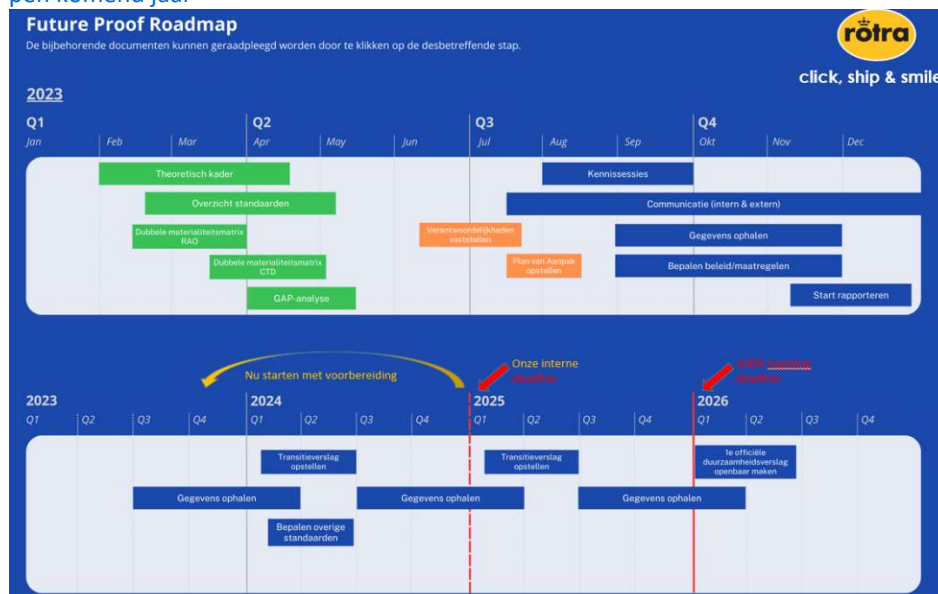 pen komend jaar
Future Proof Roadmap
De bijbehorende documenten kunnen geraadpleegd worden door te klikken op de desbetreffende stap.
rotra
click, ship & smile
2023
Q1 Q2 Q3 Q4
Jan Feb Mar Apr May Jun Jul Aug Sep Okt Nov Dec
Theoretisch kader
Kennissessies
Overzicht standaarden
Communicatie (intern & extern)
Dubbele materialiteitsmatrix
RAO
Verantwoordelijkheden
vaststellen
Gegevens ophalen
Dubbele materialiteitsmatrix
CTD
Plan van Aanpak
opstellen
Bepalen beleid/maatregelen
GAP-analyse
Start rapporteren
Nu starten met voorbereiding
Onze interne
deadline
deadline
2023 2024 2025 2026
Q1 Q2 Q3 Q4 Q1 Q2 Q3 Q4 Q1 Q2 Q3 Q4 Q1 Q2 Q3 Q4
Transitieverslag
opstellen
Transitieverslag
opstellen
1e officiële
duurzaamheidsverslag
openbaar maken
Gegevens ophalen
Gegevens ophalen
Gegevens ophalen
Bepalen overige
standaarden